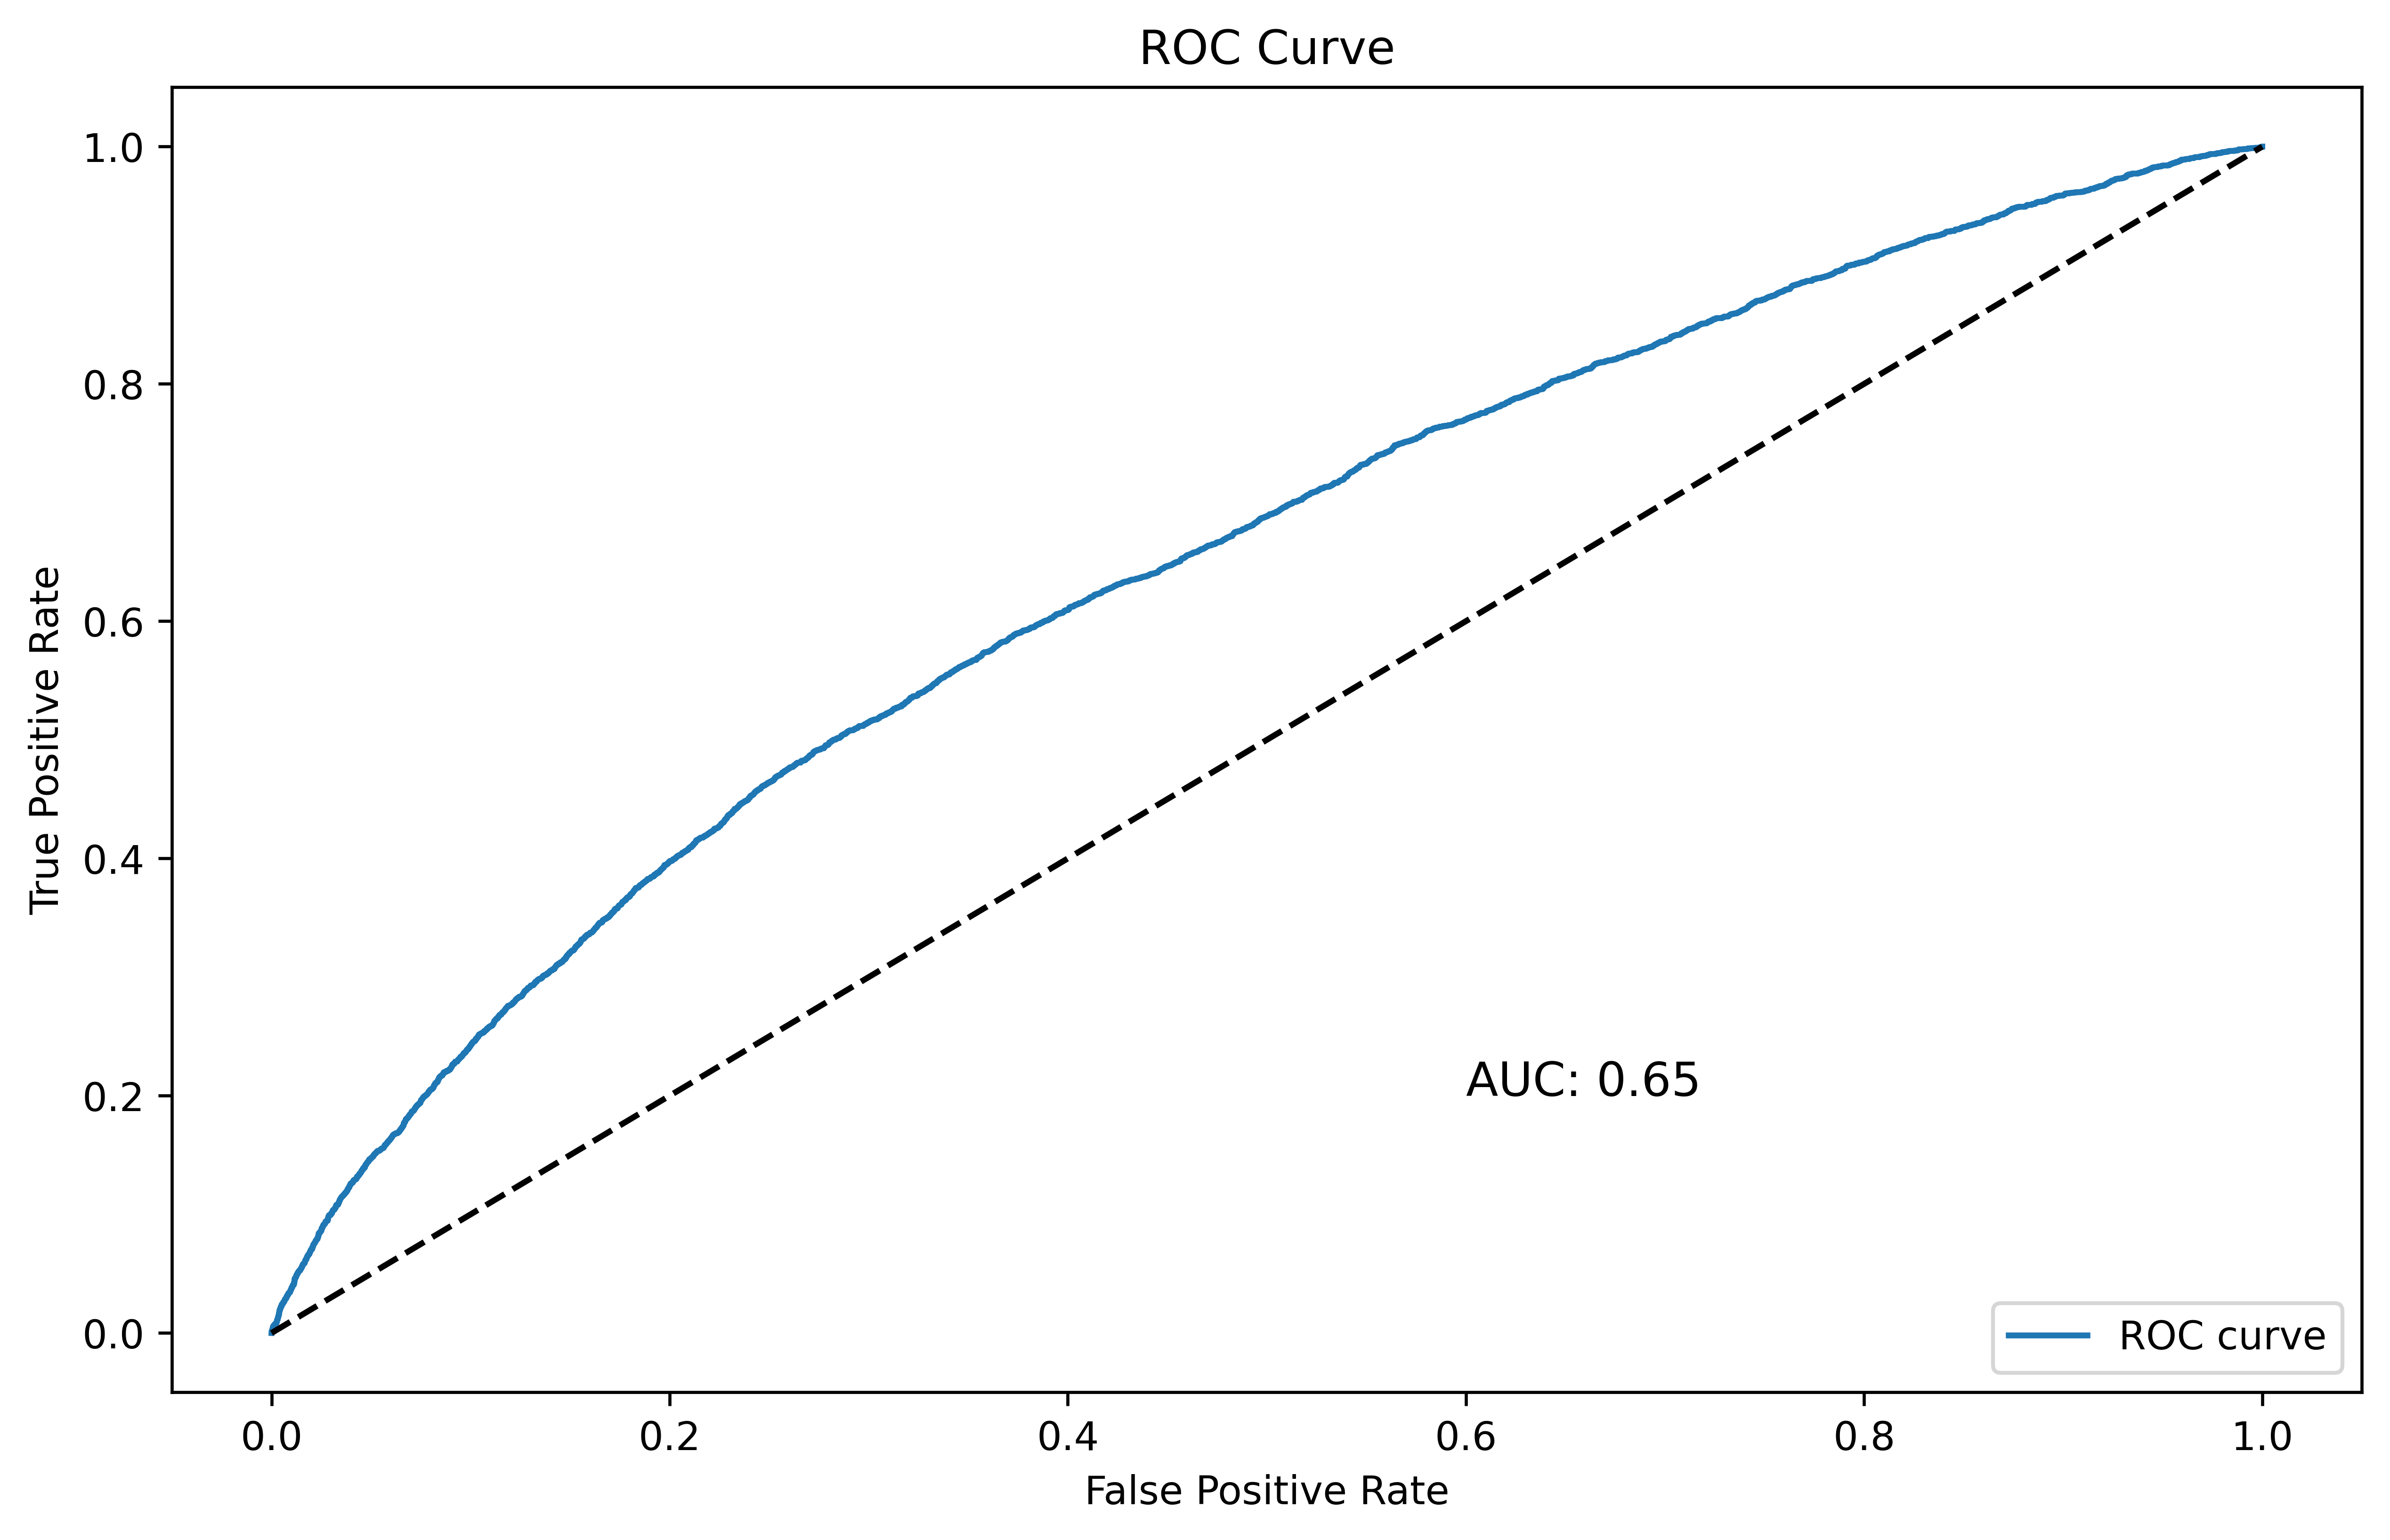 ROC Curve
1.0
0.8
0.6
0.4
0.2
0.0
True Positive Rate
AUC: 0.65
ROC curve
0.0 0.2 0.4 0.6 0.8 1.0
False Positive Rate